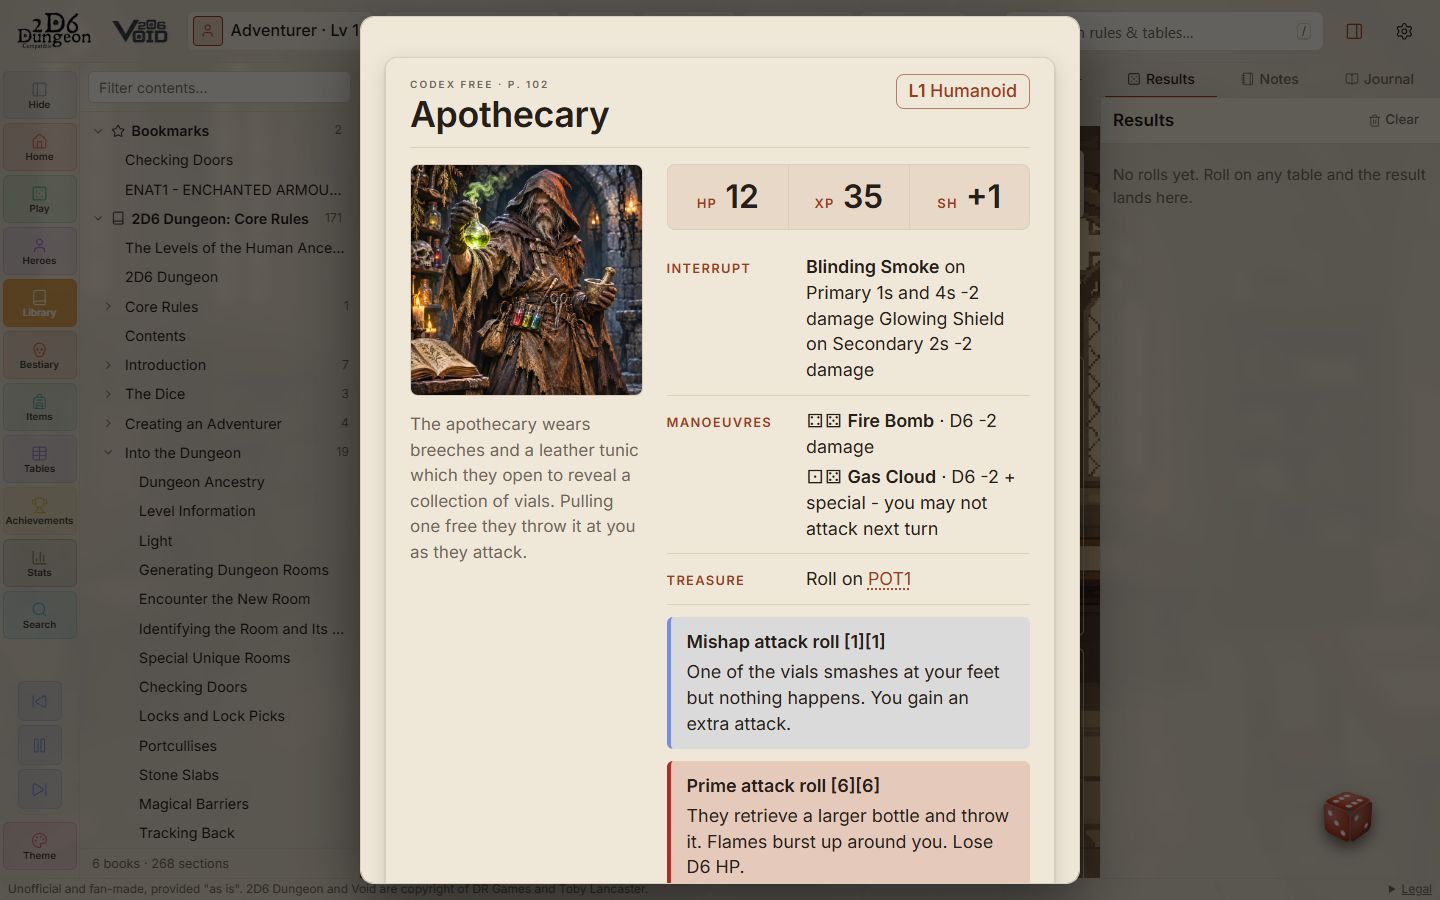 2D6 Dungeon
Compatible
2D6 VOID
Adventurer · Lv 1
n rules & tables...
/
Hide
Home
Play
Heroes
Library
Bestiary
Items
Tables
Achievements
Stats
Search
Theme
Filter contents...
Bookmarks 2
Checking Doors
ENAT1 - ENCHANTED ARMOU...
2D6 Dungeon: Core Rules 171
The Levels of the Human Ance...
2D6 Dungeon
Core Rules 1
Contents
Introduction 7
The Dice 3
Creating an Adventurer 4
Into the Dungeon 19
Dungeon Ancestry
Level Information
Light
Generating Dungeon Rooms
Encounter the New Room
Identifying the Room and Its ...
Special Unique Rooms
Checking Doors
Locks and Lock Picks
Portcullises
Stone Slabs
Magical Barriers
Tracking Back
6 books · 268 sections
CODEX FREE · P. 102
Apothecary
L1 Humanoid
The apothecary wears
breeches and a leather tunic
which they open to reveal a
collection of vials. Pulling
one free they throw it at you
as they attack.
HP 12 XP 35 SH +1
INTERRUPT
Blinding Smoke on
Primary 1s and 4s -2
damage Glowing Shield
on Secondary 2s -2
damage
MANOEUVRES
⚃⚄ Fire Bomb · D6 -2
damage
⚀⚄ Gas Cloud · D6 -2 +
special - you may not
attack next turn
TREASURE
Roll on POT1
Mishap attack roll [1][1]
One of the vials smashes at your feet
but nothing happens. You gain an
extra attack.
Prime attack roll [6][6]
They retrieve a larger bottle and throw
it. Flames burst up around you. Lose
D6 HP.
Results
Notes
Journal
Results
Clear
No rolls yet. Roll on any table and the result
lands here.
Unofficial and fan-made, provided "as is". 2D6 Dungeon and Void are copyright of DR Games and Toby Lancaster.
Legal